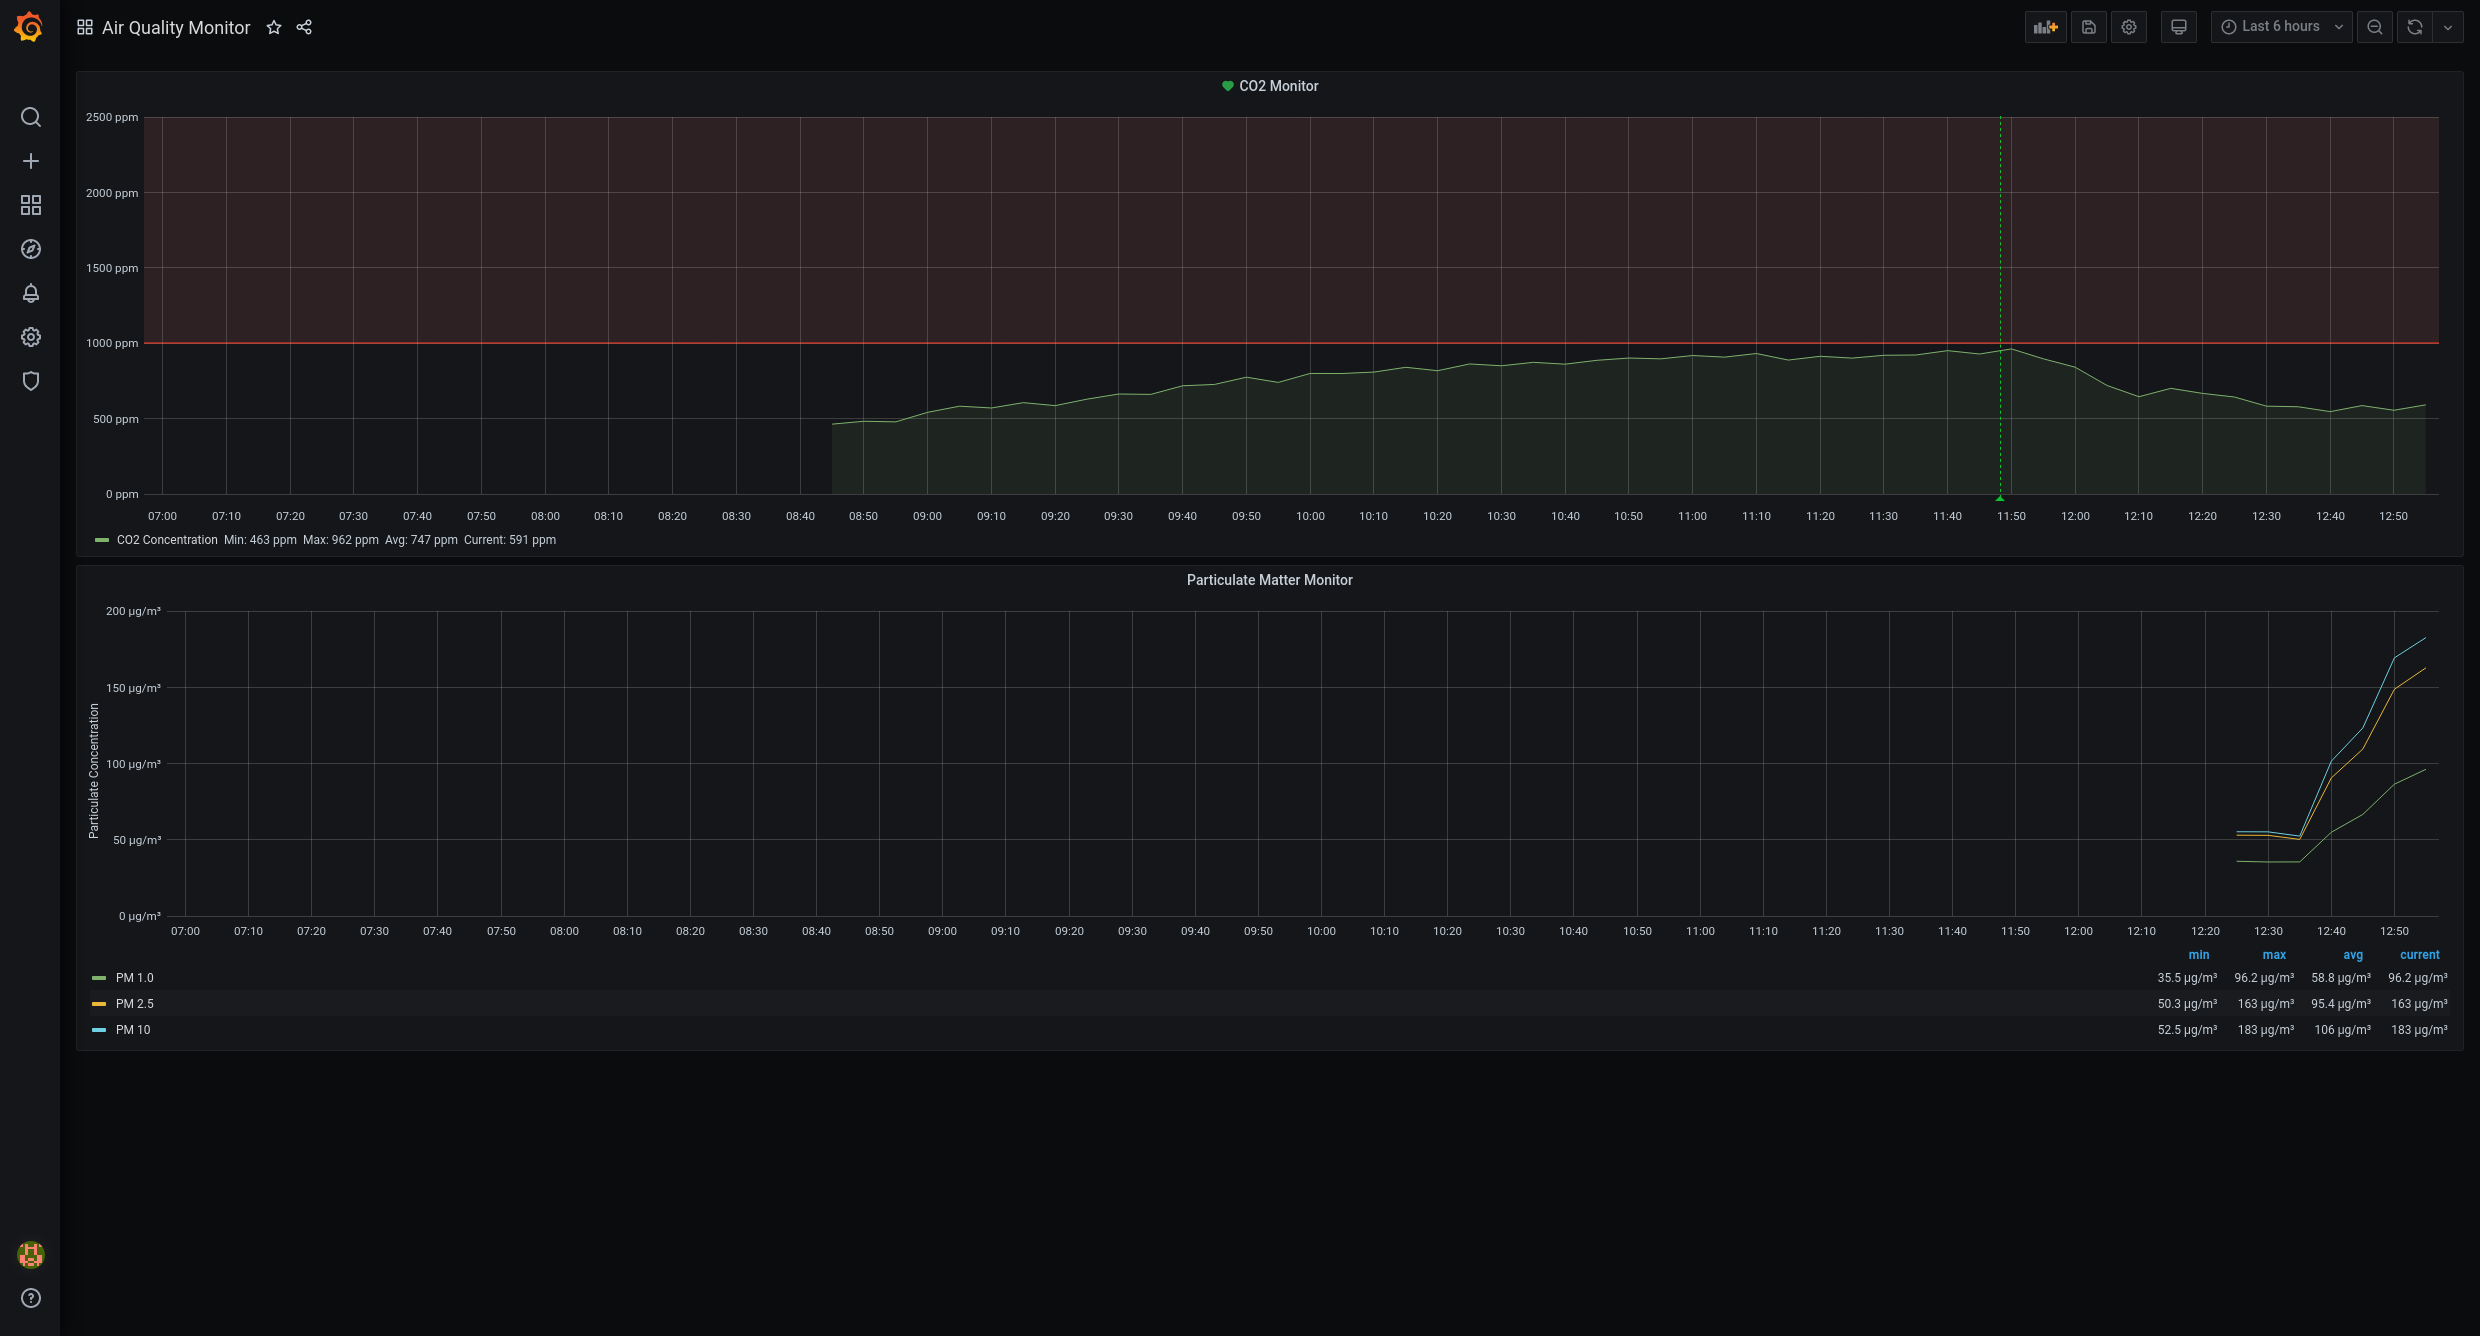 Air Quality Monitor
Last 6 hours
CO2 Monitor
2500 ppm
2000 ppm
1500 ppm
1000 ppm
500 ppm
0 ppm
07:00 07:10 07:20 07:30 07:40 07:50 08:00 08:10 08:20 08:30 08:40 08:50 09:00 09:10 09:20 09:30 09:40 09:50 10:00 10:10 10:20 10:30 10:40 10:50 11:00 11:10 11:20 11:30 11:40 11:50 12:00 12:10 12:20 12:30 12:40 12:50
CO2 Concentration Min: 463 ppm Max: 962 ppm Avg: 747 ppm Current: 591 ppm
Particulate Matter Monitor
Particulate Concentration
200 µg/m³
150 µg/m³
100 µg/m³
50 µg/m³
0 µg/m³
07:00 07:10 07:20 07:30 07:40 07:50 08:00 08:10 08:20 08:30 08:40 08:50 09:00 09:10 09:20 09:30 09:40 09:50 10:00 10:10 10:20 10:30 10:40 10:50 11:00 11:10 11:20 11:30 11:40 11:50 12:00 12:10 12:20 12:30 12:40 12:50
min max avg current
PM 1.0 35.5 µg/m³ 96.2 µg/m³ 58.8 µg/m³ 96.2 µg/m³
PM 2.5 50.3 µg/m³ 163 µg/m³ 95.4 µg/m³ 163 µg/m³
PM 10 52.5 µg/m³ 183 µg/m³ 106 µg/m³ 183 µg/m³